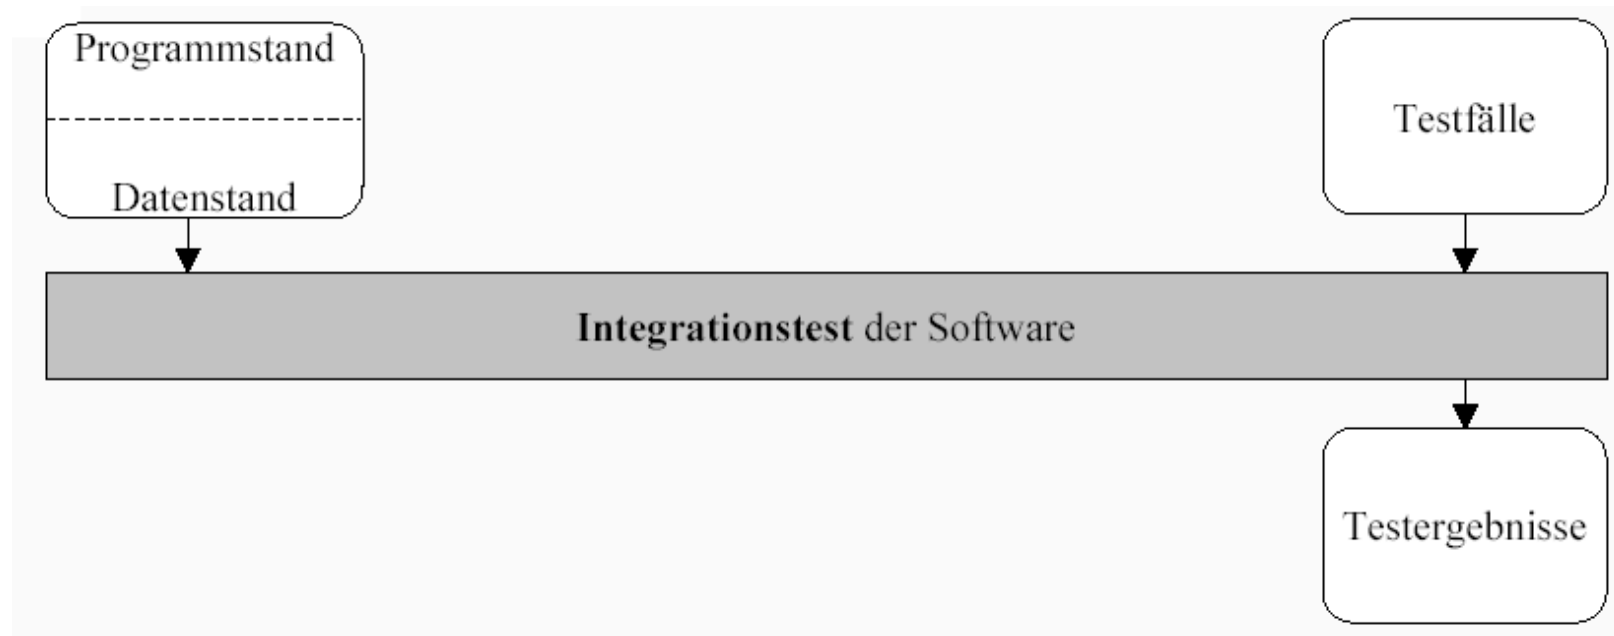 Programmstand
Datenstand
Testfälle
Integrationstest der Software
Testergebnisse